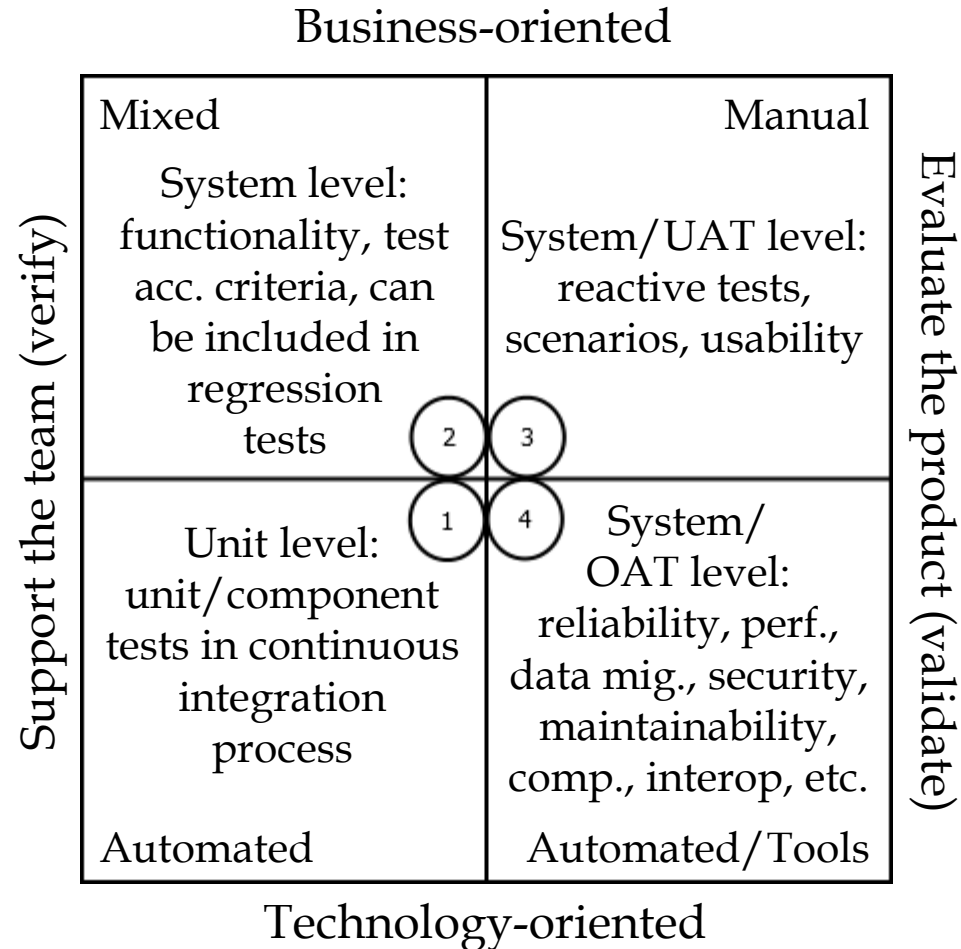 Business-oriented
Mixed
Manual
System level:
functionality, test
acc. criteria, can
be included in
regression
tests
System/UAT level:
reactive tests,
scenarios, usability
Support the team (verify)
Evaluate the product (validate)
2
3
1
4
Unit level:
unit/component
tests in continuous
integration
process
System/
OAT level:
reliability, perf.,
data mig., security,
maintainability,
comp., interop, etc.
Automated
Automated/Tools
Technology-oriented